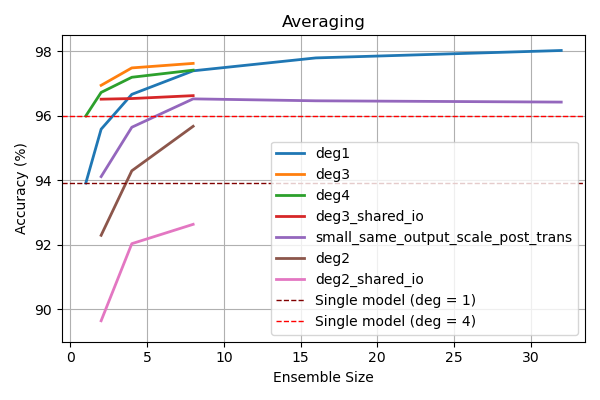 Averaging
98
96
94
92
90
Accuracy (%)
deg1
deg3
deg4
deg3_shared_io
small_same_output_scale_post_trans
deg2
deg2_shared_io
Single model (deg = 1)
Single model (deg = 4)
0 5 10 15 20 25 30
Ensemble Size